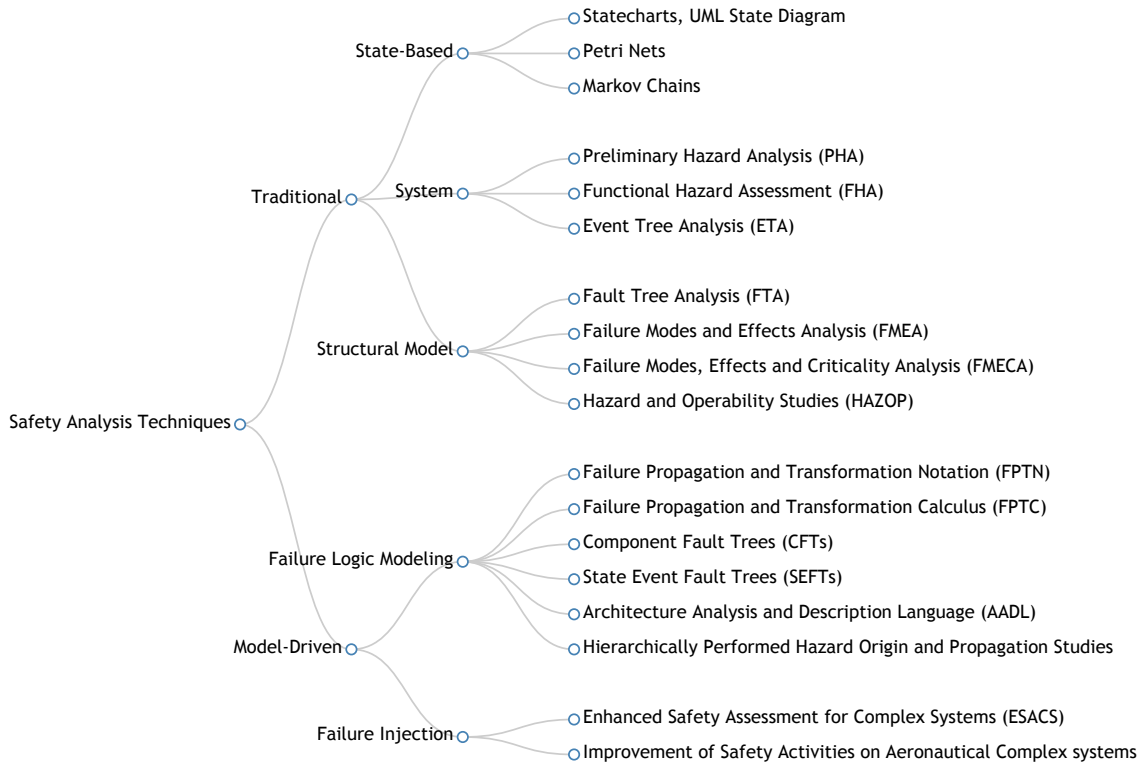 Statecharts, UML State Diagram
State-Based
Petri Nets
Markov Chains
Preliminary Hazard Analysis (PHA)
System
Functional Hazard Assessment (FHA)
Traditional
Event Tree Analysis (ETA)
Fault Tree Analysis (FTA)
Failure Modes and Effects Analysis (FMEA)
Structural Model
Failure Modes, Effects and Criticality Analysis (FMECA)
Hazard and Operability Studies (HAZOP)
Safety Analysis Techniques
Failure Propagation and Transformation Notation (FPTN)
Failure Propagation and Transformation Calculus (FPTC)
Component Fault Trees (CFTs)
Failure Logic Modeling
State Event Fault Trees (SEFTs)
Architecture Analysis and Description Language (AADL)
Model-Driven
Hierarchically Performed Hazard Origin and Propagation Studies
Enhanced Safety Assessment for Complex Systems (ESACS)
Failure Injection
Improvement of Safety Activities on Aeronautical Complex systems